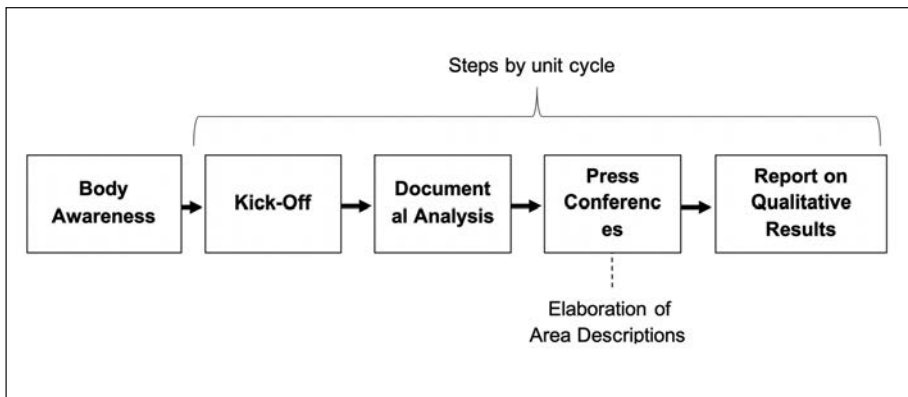 Steps by unit cycle
Body
Awareness
Kick-Off
Document
al Analysis
Press
Conferenc
es
Report on
Qualitative
Results
Elaboration of
Area Descriptions